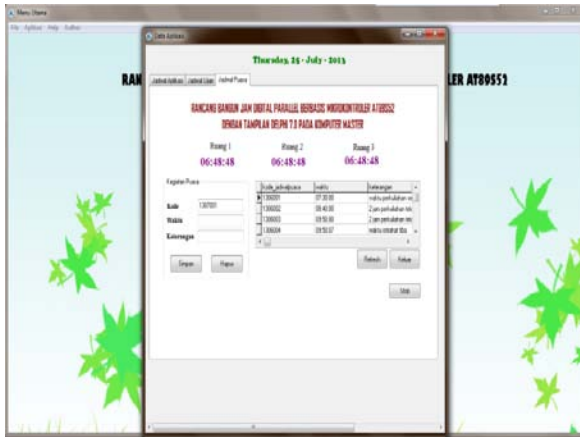 Menu Utama
File Aplikasi Help Author
Data Aplikasi
Thursday, 25 - July - 2013
RAN
LER AT89S52
Jadwal Aplikasi Jadwal Ujian Jadwal Puasa
RANCANG BANGUN JAM DIGITAL PARALLEL BERBASIS MIKROKONTROLER AT89S52
DENGAN TAMPILAN DELPHI 7.0 PADA KOMPUTER MASTER
Ruang 1 Ruang 2 Ruang 3
06:48:48 06:48:48 06:48:48
Kegiatan Puasa
kode_jadwalpuasa waktu keterangan
Kode 1307001
Waktu
Keterangan
1306001 07:30:00 waktu perkuliahan
1306002 08:40:00 2 jam perkuliahan
1306003 09:50:00 2 jam perkuliahan
1306004 09:50:07 waktu istirahat tiba
Simpan Hapus
Refresh Keluar
Stop